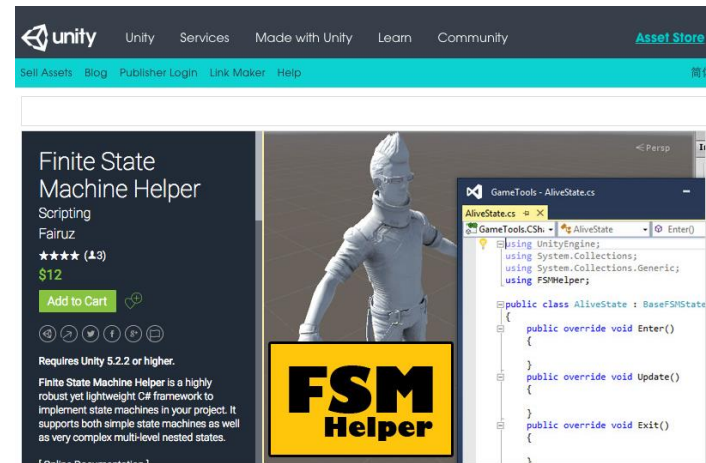 unity Unity Services Made with Unity Learn Community Asset Store
Sell Assets Blog Publisher Login Link Maker Help
Finite State
Machine Helper
Scripting
Fairuz
★★★★ (3)
$12
Add to Cart
Requires Unity 5.2.2 or higher.
Finite State Machine Helper is a highly
robust yet lightweight C# framework to
implement state machines in your project. It
supports both simple state machines as well
as very complex multi-level nested states.
[ Online Documentation ]
< Persp
FSM
Helper
GameTools - AliveState.cs
AliveState.cs
GameTools.CSh: AliveState Enter()
using UnityEngine;
using System.Collections;
using System.Collections.Generic;
using FSMHelper;
public class AliveState : BaseFSMState
{
public override void Enter()
{
}
public override void Update()
{
}
public override void Exit()
{
}